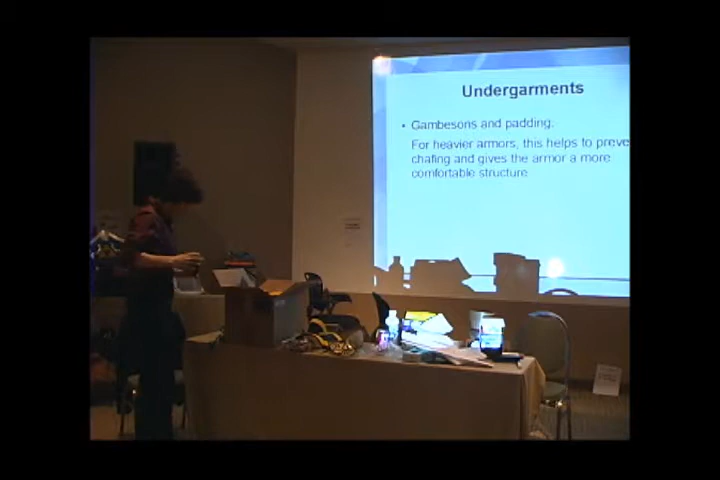 Undergarments
• Gambesons and padding:
For heavier armors, this helps to preve
chafing and gives the armor a more
comfortable structure